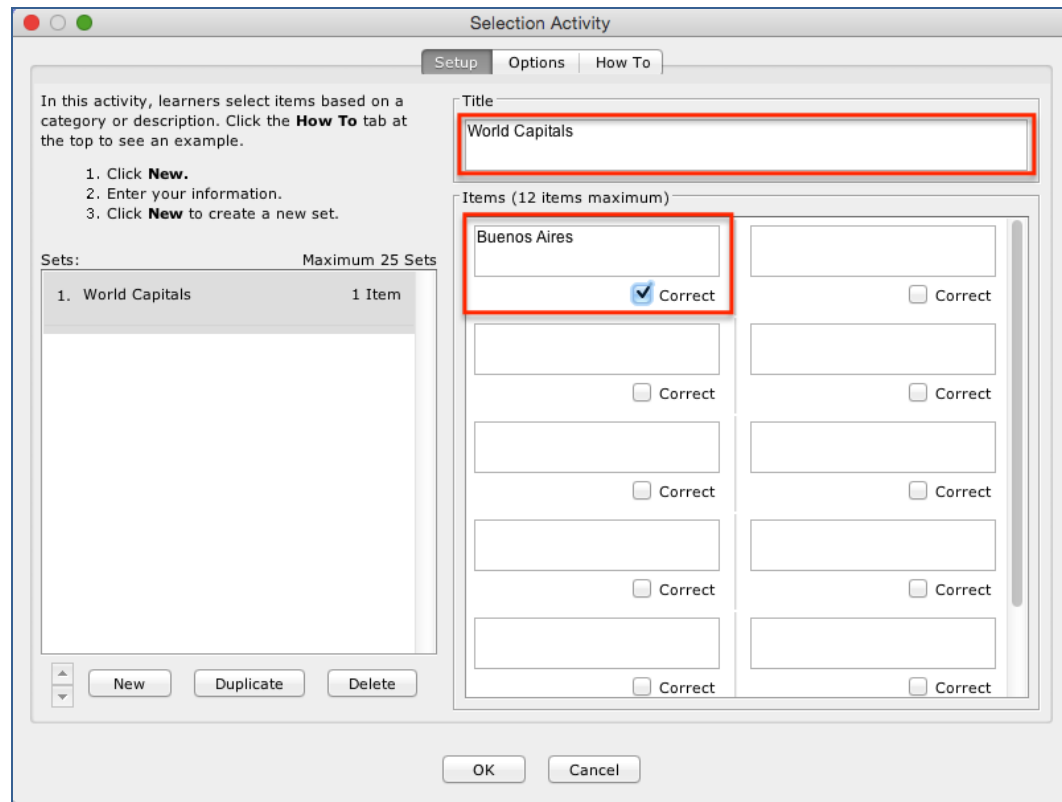 Selection Activity
Setup Options How To
In this activity, learners select items based on a
category or description. Click the How To tab at
the top to see an example.
1. Click New.
2. Enter your information.
3. Click New to create a new set.
Sets: Maximum 25 Sets
1. World Capitals 1 Item
New Duplicate Delete
Title
World Capitals
Items (12 items maximum)
Buenos Aires
Correct Correct
Correct Correct
Correct Correct
Correct Correct
Correct Correct
OK Cancel